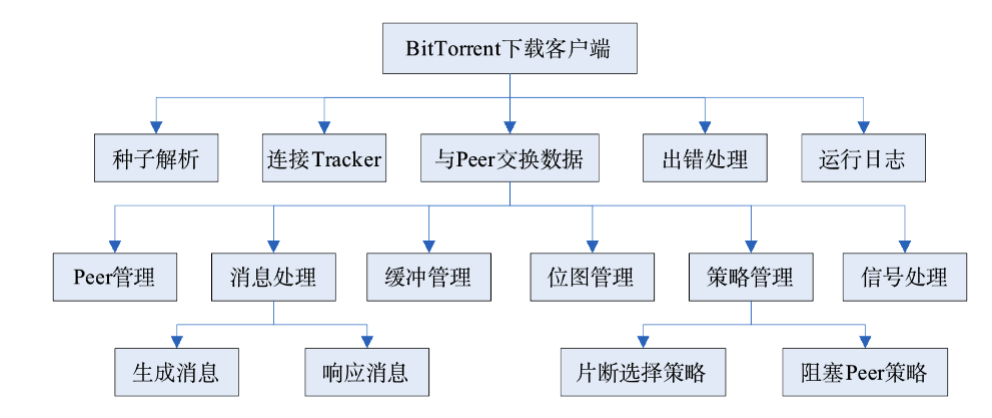 BitTorrent下载客户端
种子解析
连接Tracker
与Peer交换数据
出错处理
运行日志
Peer管理
消息处理
缓冲管理
位图管理
策略管理
信号处理
生成消息
响应消息
片断选择策略
阻塞Peer策略